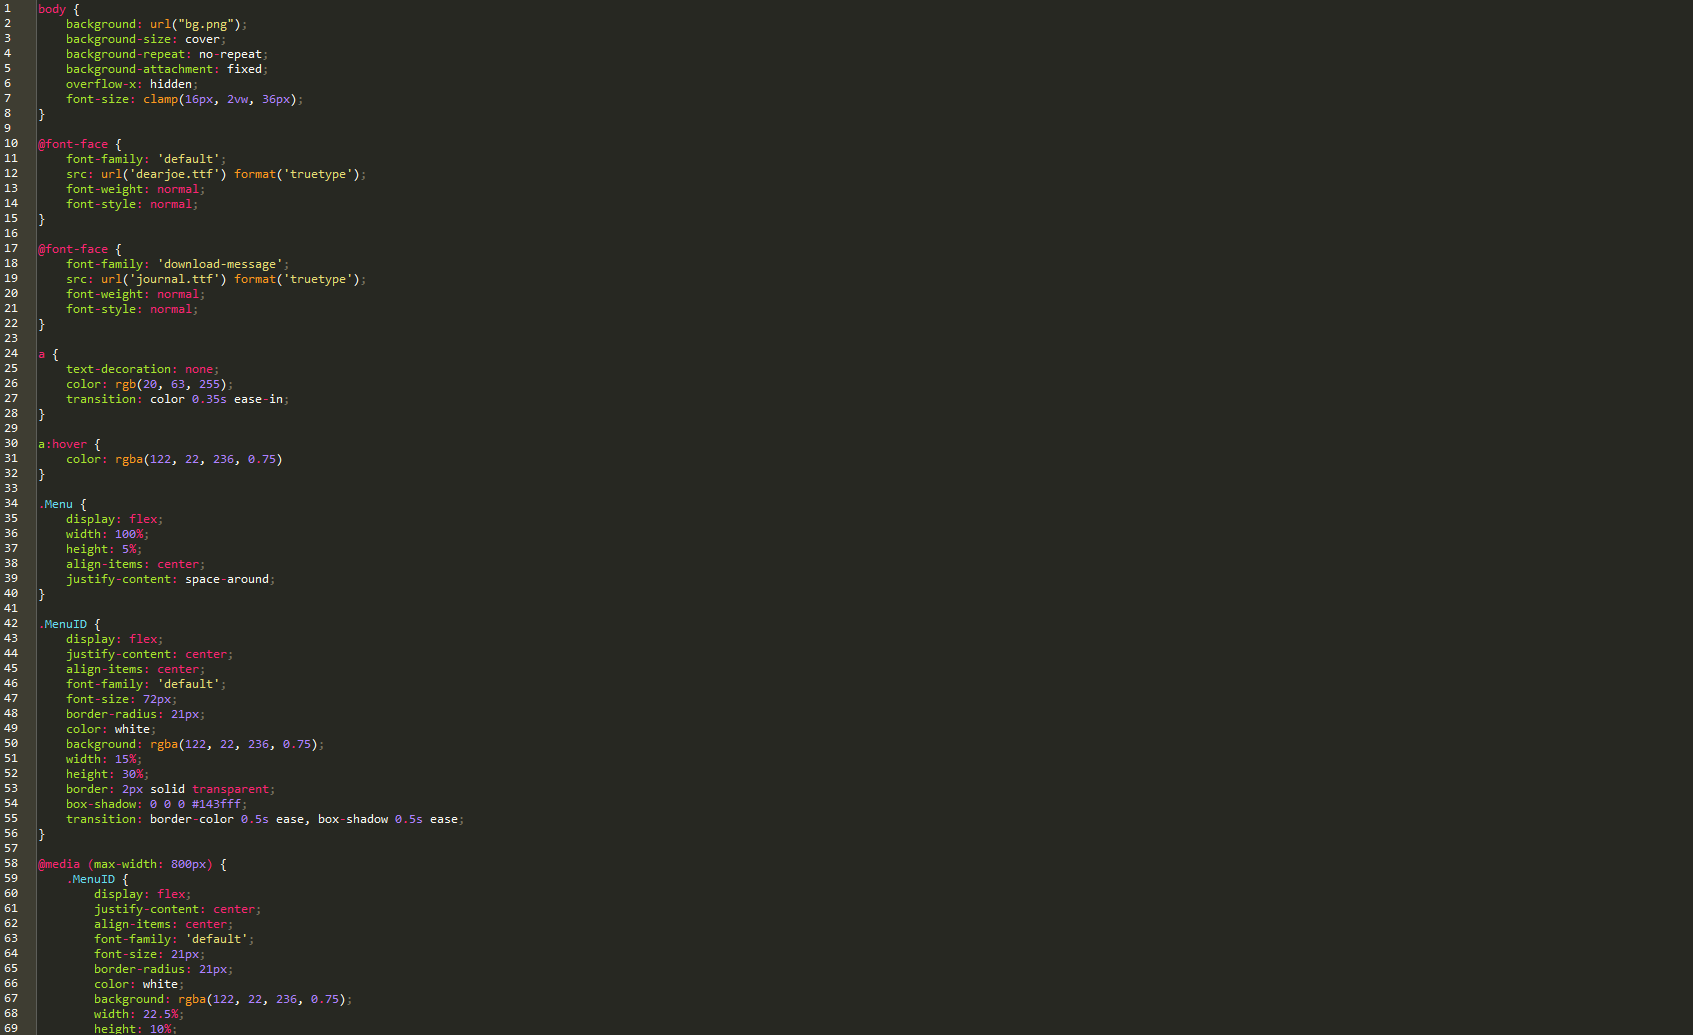 1 body {
2 background: url("bg.png");
3 background-size: cover;
4 background-repeat: no-repeat;
5 background-attachment: fixed;
6 overflow-x: hidden;
7 font-size: clamp(16px, 2vw, 36px);
8 }
9
10 @font-face {
11 font-family: 'default';
12 src: url('dearjoe.ttf') format('truetype');
13 font-weight: normal;
14 font-style: normal;
15 }
16
17 @font-face {
18 font-family: 'download-message';
19 src: url('journal.ttf') format('truetype');
20 font-weight: normal;
21 font-style: normal;
22 }
23
24 a {
25 text-decoration: none;
26 color: rgb(20, 63, 255);
27 transition: color 0.35s ease-in;
28 }
29
30 a:hover {
31 color: rgba(122, 22, 236, 0.75)
32 }
33
34 .Menu {
35 display: flex;
36 width: 100%;
37 height: 5%;
38 align-items: center;
39 justify-content: space-around;
40 }
41
42 .MenuID {
43 display: flex;
44 justify-content: center;
45 align-items: center;
46 font-family: 'default';
47 font-size: 72px;
48 border-radius: 21px;
49 color: white;
50 background: rgba(122, 22, 236, 0.75);
51 width: 15%;
52 height: 30%;
53 border: 2px solid transparent;
54 box-shadow: 0 0 0 #143fff;
55 transition: border-color 0.5s ease, box-shadow 0.5s ease;
56 }
57
58 @media (max-width: 800px) {
59 .MenuID {
60 display: flex;
61 justify-content: center;
62 align-items: center;
63 font-family: 'default';
64 font-size: 21px;
65 border-radius: 21px;
66 color: white;
67 background: rgba(122, 22, 236, 0.75);
68 width: 22.5%;
69 height: 10%;